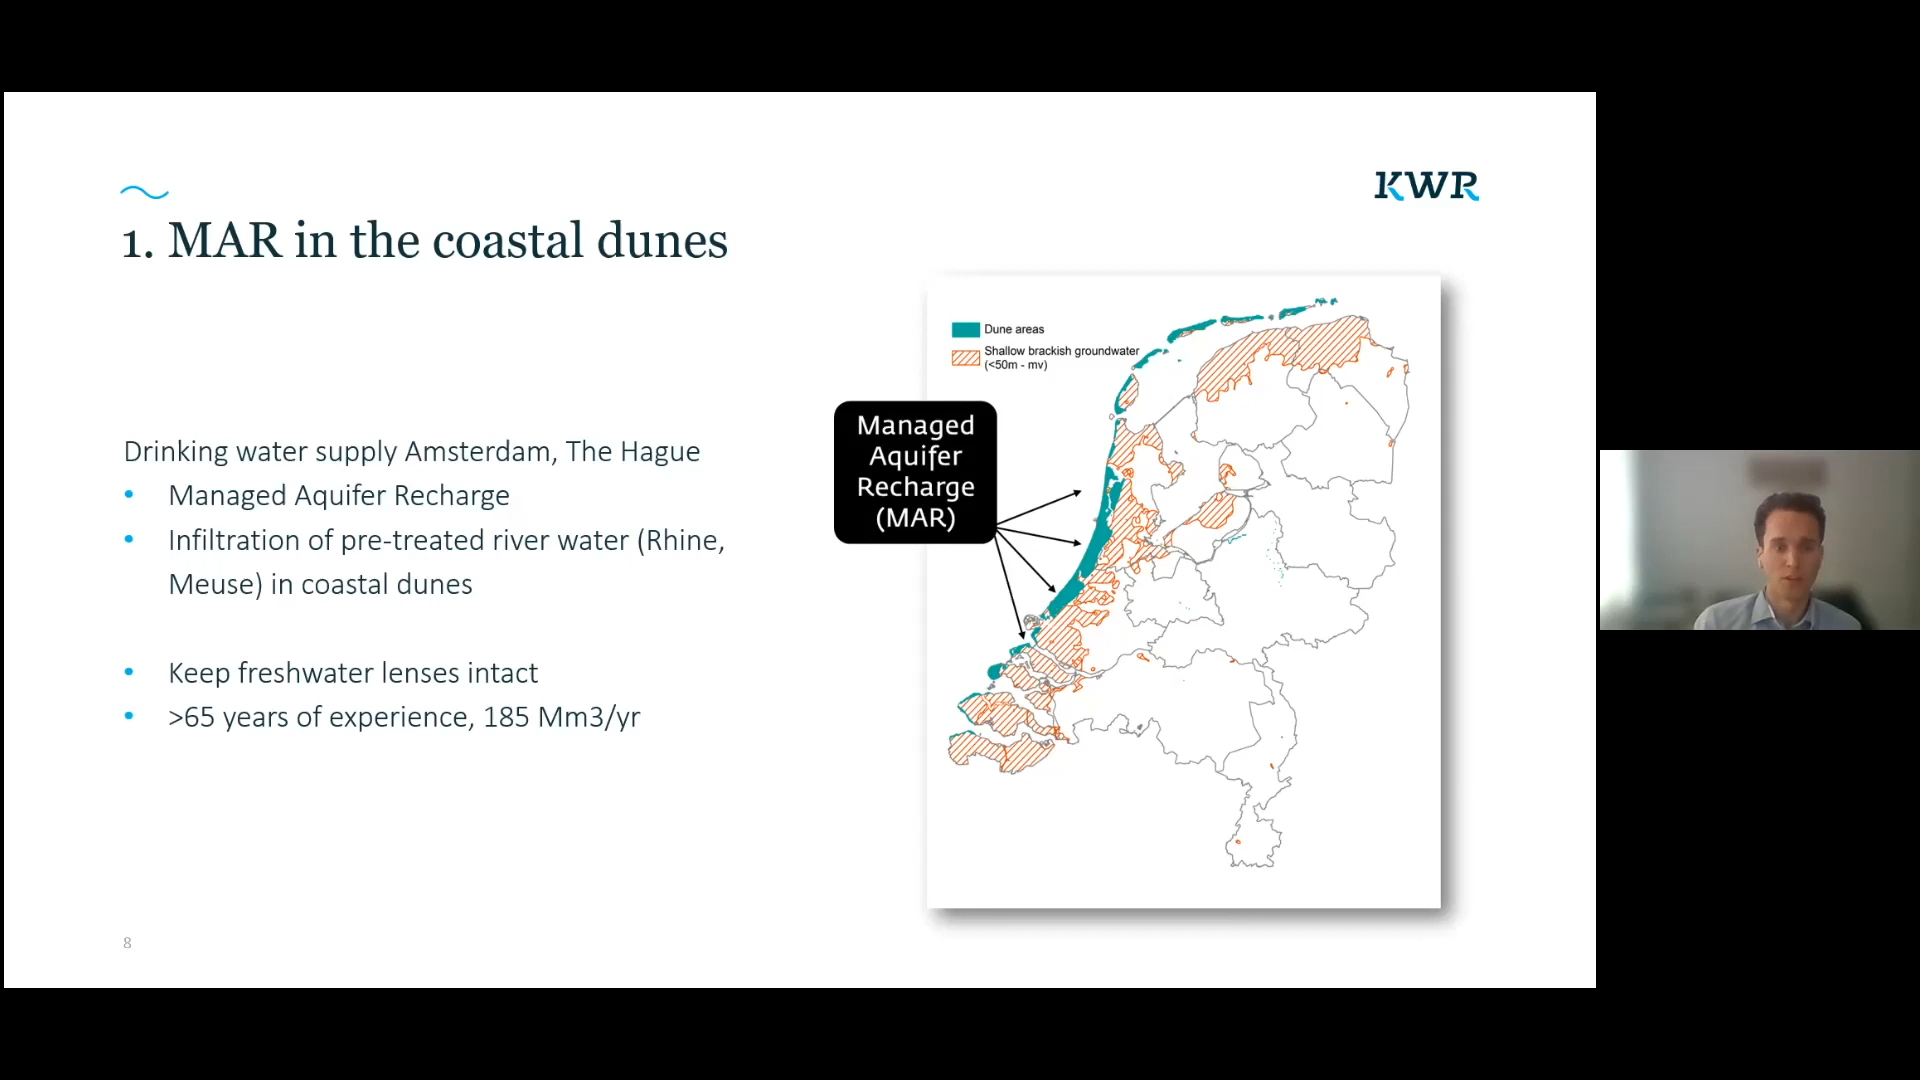 KWR
1. MAR in the coastal dunes
Drinking water supply Amsterdam, The Hague
• Managed Aquifer Recharge
• Infiltration of pre-treated river water (Rhine,
Meuse) in coastal dunes
• Keep freshwater lenses intact
• >65 years of experience, 185 Mm3/yr
Dune areas
Shallow brackish groundwater
(<50m - mv)
Managed
Aquifer
Recharge
(MAR)
8